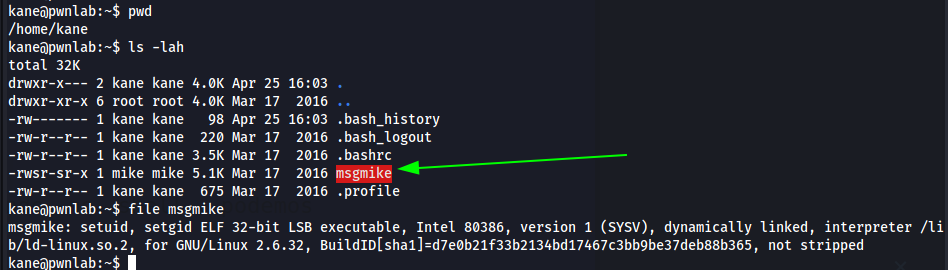 kane@pwnlab:~$ pwd
/home/kane
kane@pwnlab:~$ ls -lah
total 32K
drwxr-x--- 2 kane kane 4.0K Apr 25 16:03 .
drwxr-xr-x 6 root root 4.0K Mar 17  2016 ..
-rw------- 1 kane kane   98 Apr 25 16:03 .bash_history
-rw-r--r-- 1 kane kane  220 Mar 17  2016 .bash_logout
-rw-r--r-- 1 kane kane 3.5K Mar 17  2016 .bashrc
-rwsr-sr-x 1 mike mike 5.1K Mar 17  2016 msgmike
-rw-r--r-- 1 kane kane  675 Mar 17  2016 .profile
kane@pwnlab:~$ file msgmike
msgmike: setuid, setgid ELF 32-bit LSB executable, Intel 80386, version 1 (SYSV), dynamically linked, interpreter /li
b/ld-linux.so.2, for GNU/Linux 2.6.32, BuildID[sha1]=d7e0b21f33b2134bd17467c3bb9be37deb88b365, not stripped
kane@pwnlab:~$